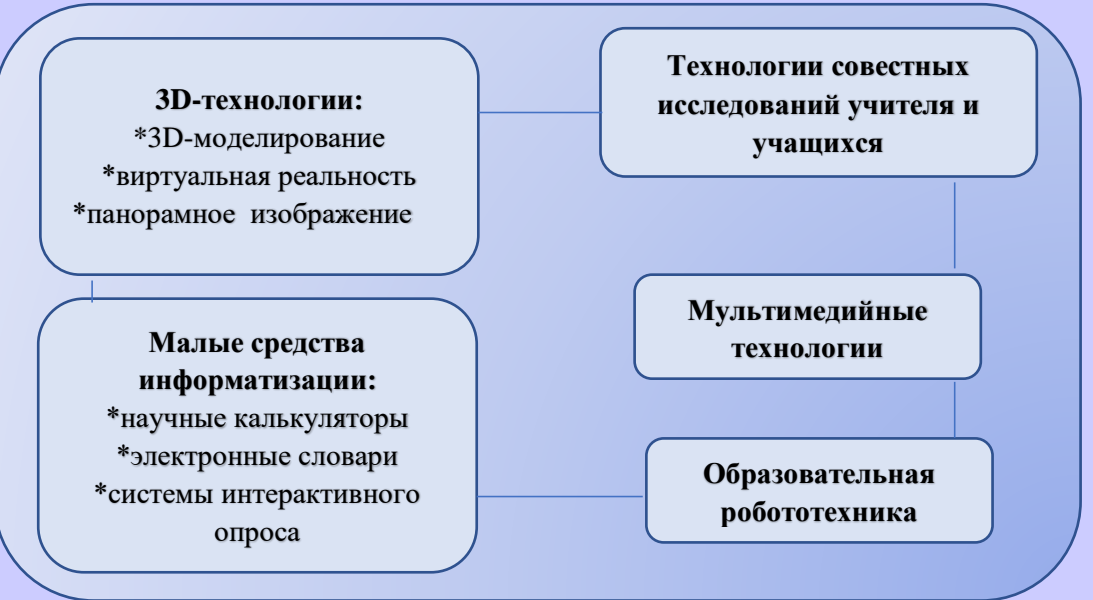 3D-технологии:
*3D-моделирование
*виртуальная реальность
*панорамное изображение
Технологии совестных
исследований учителя и
учащихся
Малые средства
информатизации:
*научные калькуляторы
*электронные словари
*системы интерактивного
опроса
Мультимедийные
технологии
Образовательная
робототехника